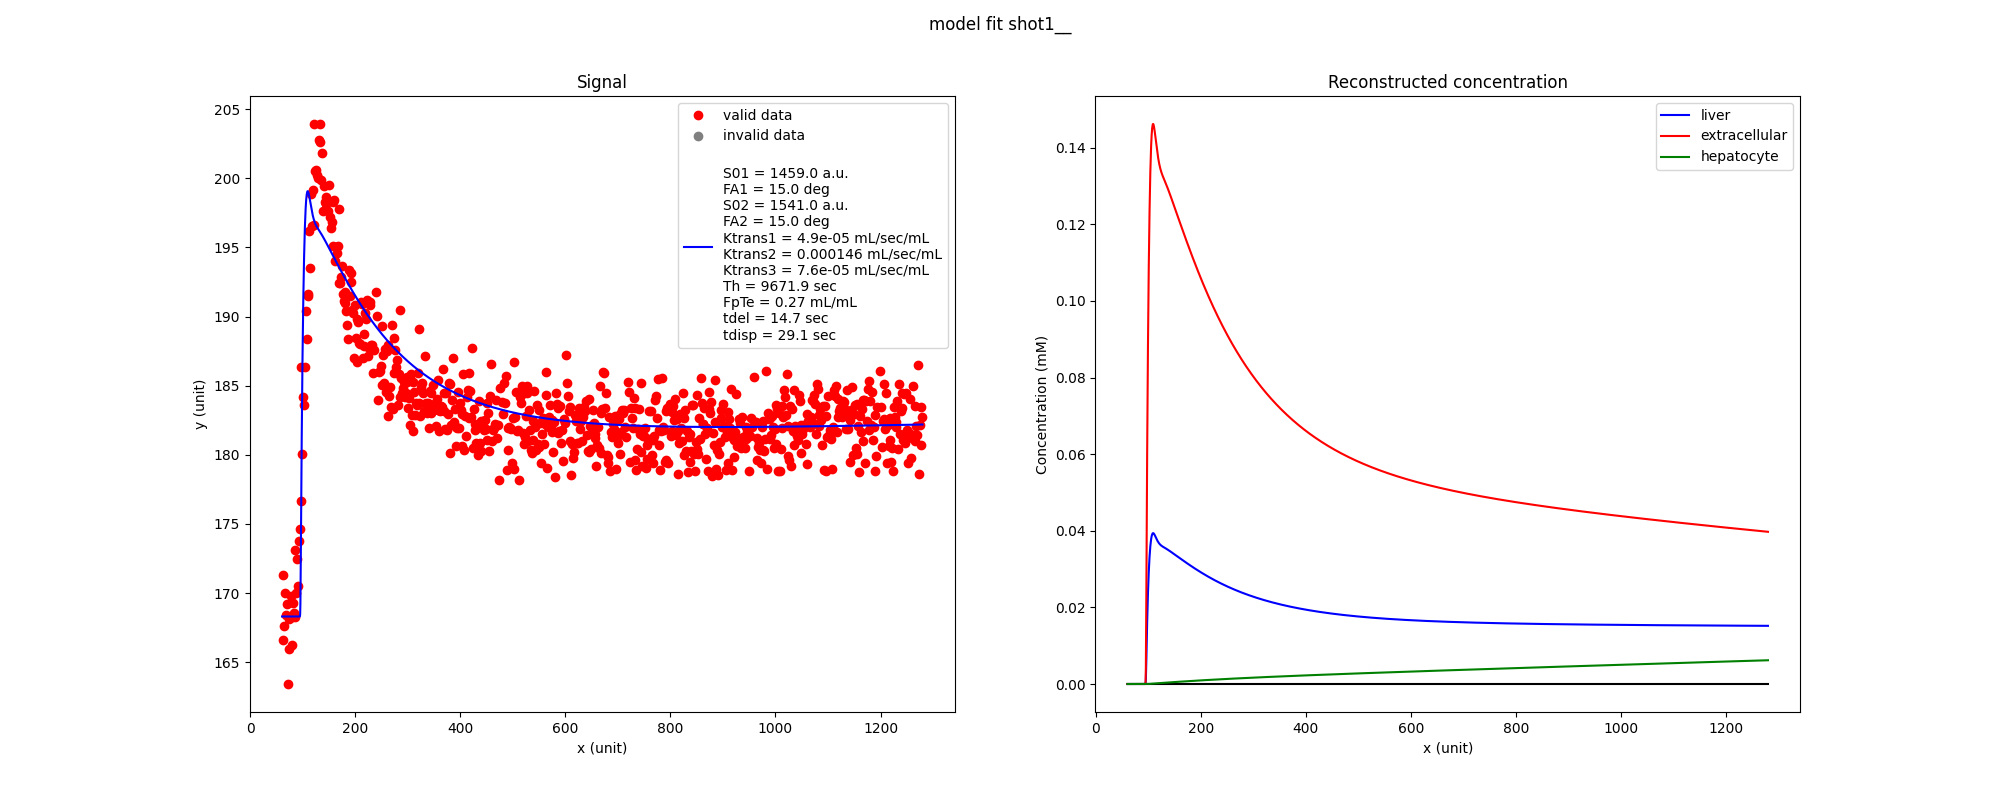 model fit shot1__
Signal
205
200
195
190
185
180
175
170
165
y (unit)
0
200
400
600
800
1000
1200
x (unit)
valid data
invalid data
S01 = 1459.0 a.u.
FA1 = 15.0 deg
S02 = 1541.0 a.u.
FA2 = 15.0 deg
Ktrans1 = 4.9e-05 mL/sec/mL
Ktrans2 = 0.000146 mL/sec/mL
Ktrans3 = 7.6e-05 mL/sec/mL
Th = 9671.9 sec
FpTe = 0.27 mL/mL
tdel = 14.7 sec
tdisp = 29.1 sec
Reconstructed concentration
0.14
0.12
0.10
0.08
0.06
0.04
0.02
0.00
Concentration (mM)
0
200
400
600
800
1000
1200
x (unit)
liver
extracellular
hepatocyte